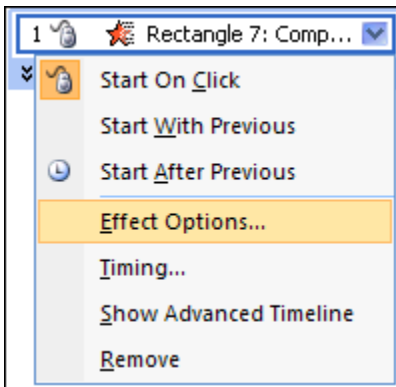 1 Rectangle 7: Comp...
Start On Click
Start With Previous
Start After Previous
Effect Options...
Timing...
Show Advanced Timeline
Remove